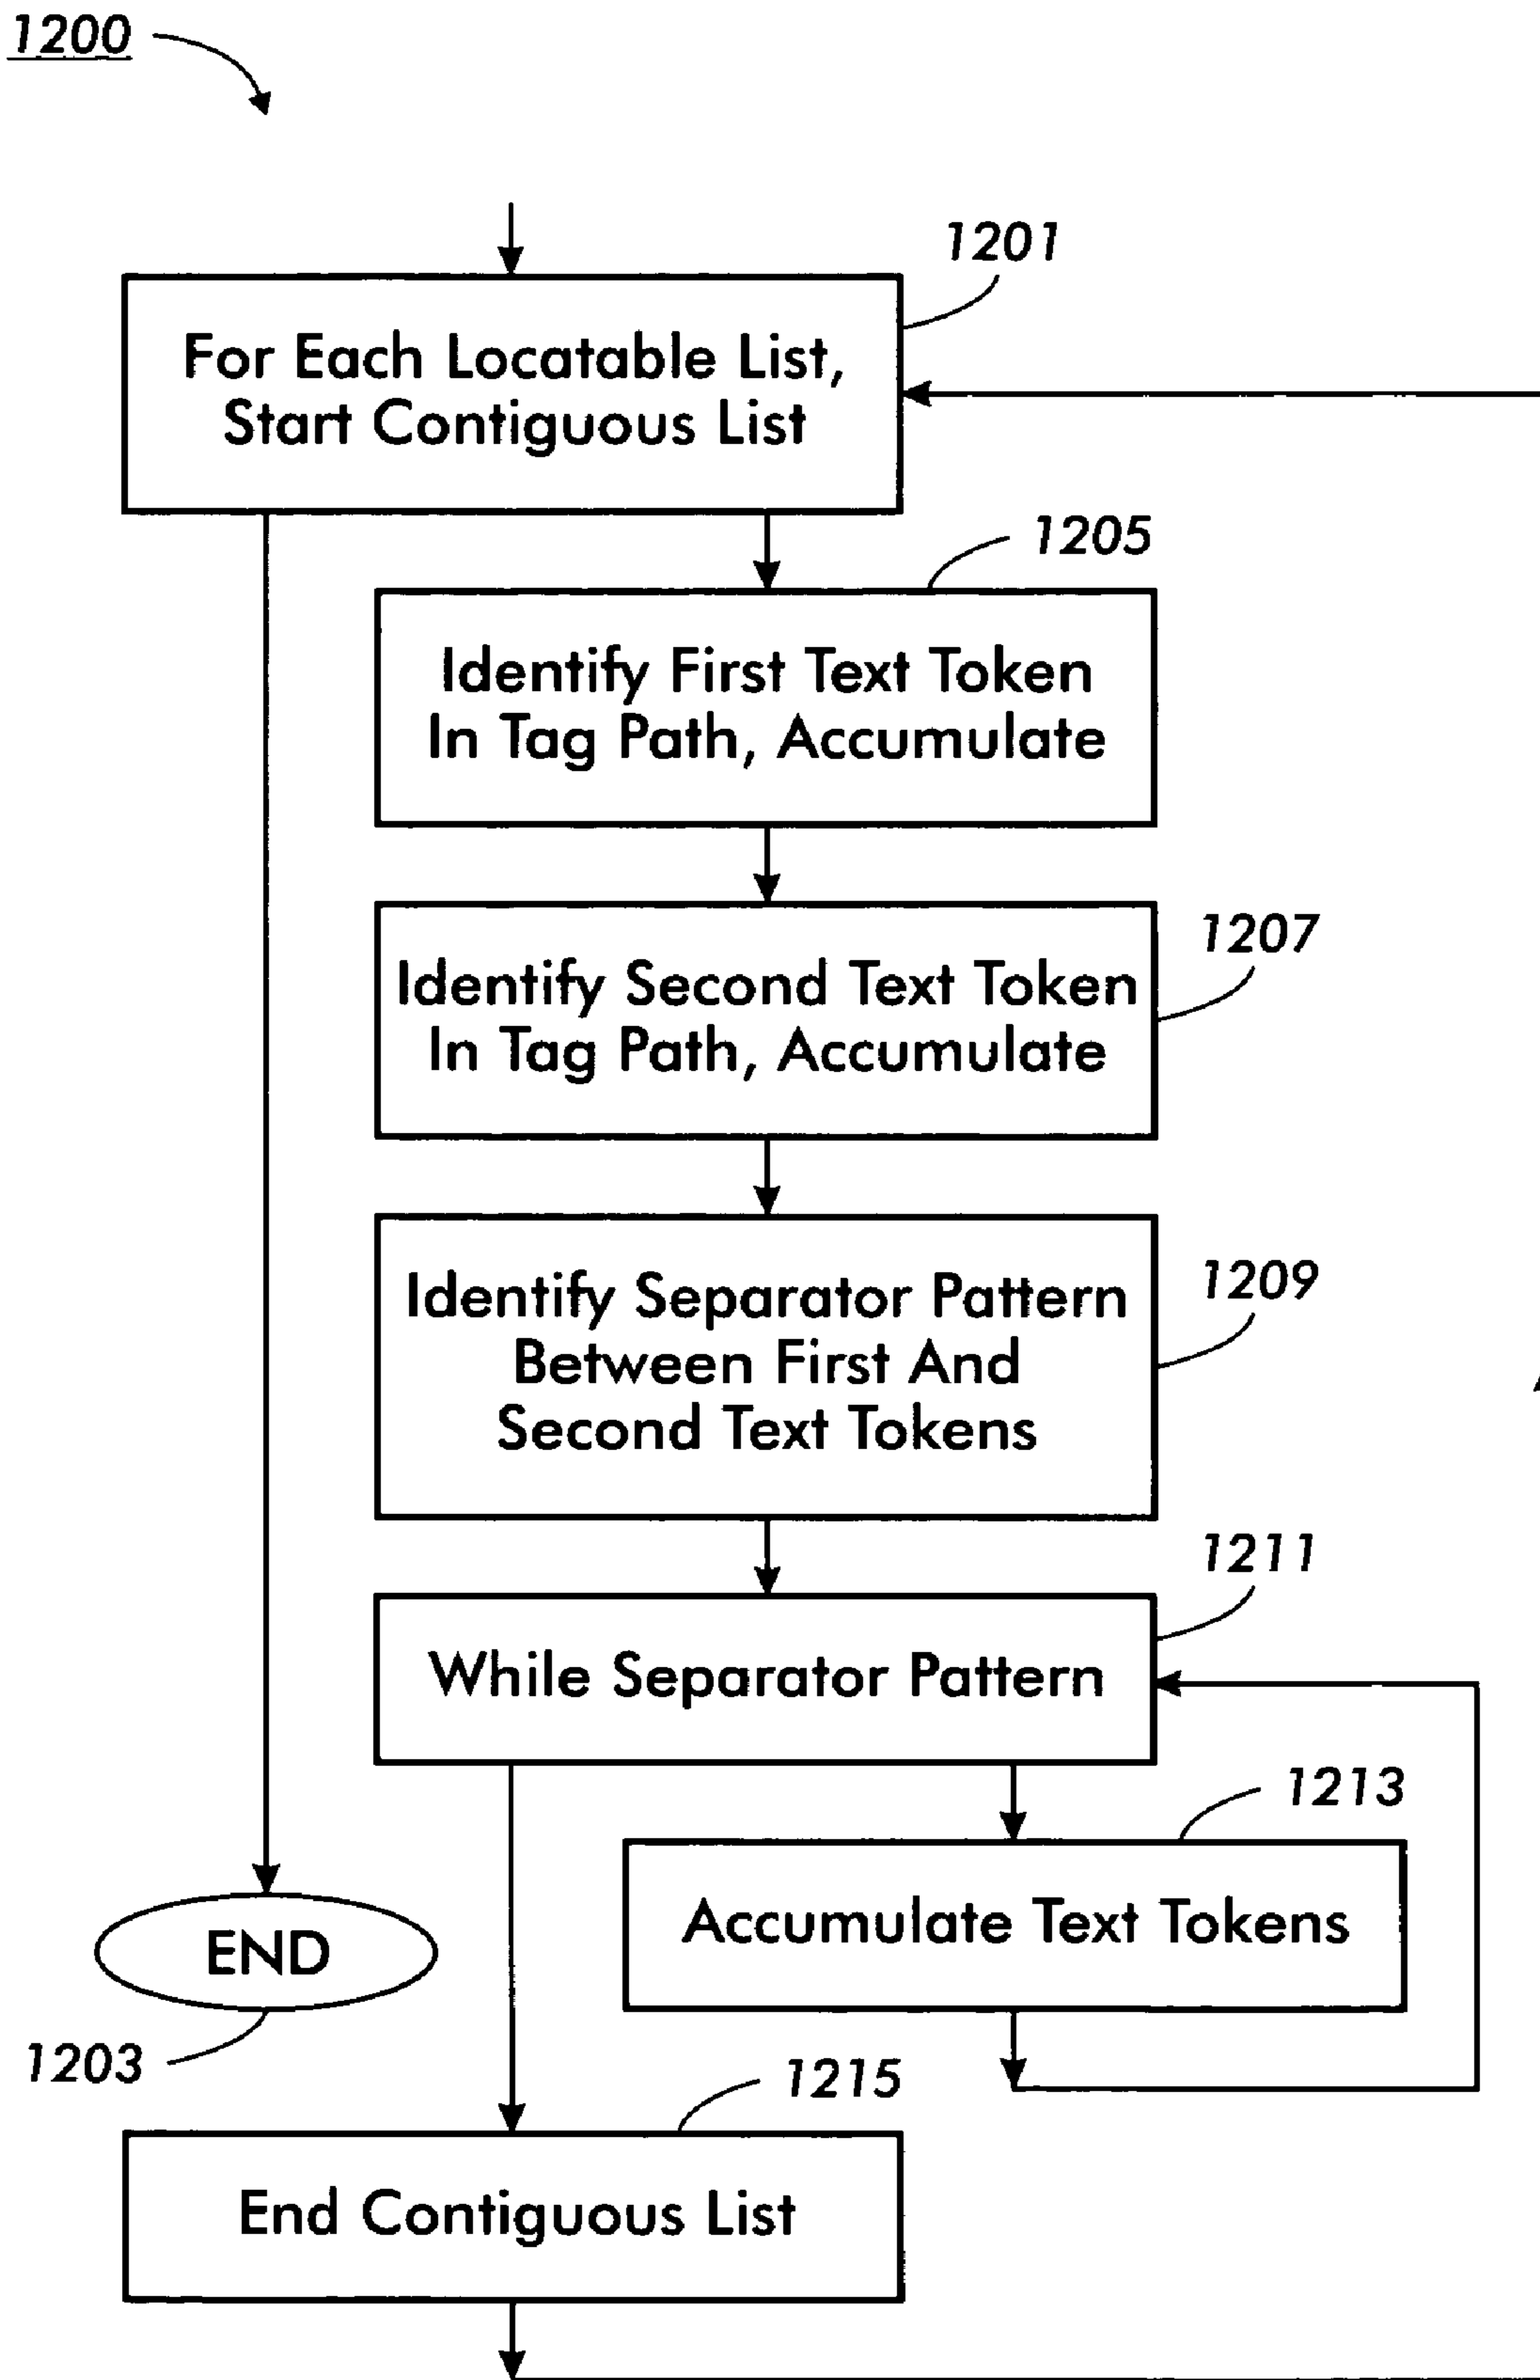 1200
1201
For Each Locatable List,
Start Contiguous List
1205
Identify First Text Token
In Tag Path, Accumulate
1207
Identify Second Text Token
In Tag Path, Accumulate
1209
Identify Separator Pattern
Between First And
Second Text Tokens
1211
While Separator Pattern
1213
Accumulate Text Tokens
END
1203
1215
End Contiguous List